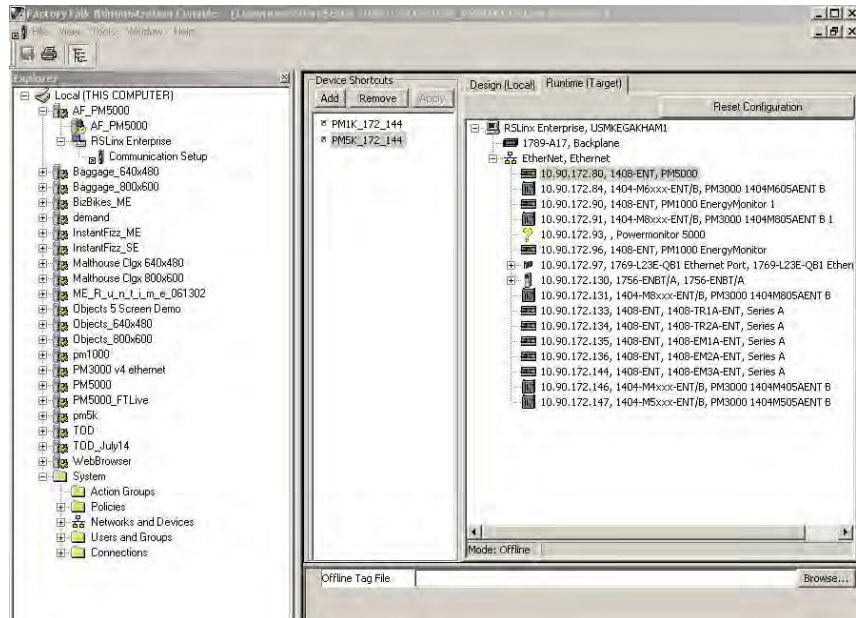 FactoryTalk Administration Console
File View Tools Window Help
Explorer
Local (THIS COMPUTER)
AF_PM5000
AF_PM5000
RSLinx Enterprise
Communication Setup
Baggage_640x480
Baggage_800x600
BizBikes_ME
demand
InstantFizz_ME
InstantFizz_SE
Malthouse Clgx 640x480
Malthouse Clgx 800x600
ME_R_u_n_t_i_m_e_061302
Objects 5 Screen Demo
Objects_640x480
Objects_800x600
pm1000
PM3000 v4 ethernet
PM5000
PM5000_FTLive
pm5k
TOD
TOD_July14
WebBrowser
System
Action Groups
Policies
Networks and Devices
Users and Groups
Connections
Device Shortcuts
Add Remove Apply
PM1K_172_144
PM5K_172_144
Design (Local) Runtime (Target)
Reset Configuration
RSLinx Enterprise, USMKEGAKHAM1
1789-A17, Backplane
EtherNet, Ethernet
10.90.172.80, 1408-ENT, PM5000
10.90.172.84, 1404-M6xxx-ENT/B, PM3000 1404M605AENT B
10.90.172.90, 1408-ENT, PM1000 EnergyMonitor 1
10.90.172.91, 1404-M8xxx-ENT/B, PM3000 1404M805AENT B 1
10.90.172.93, , Powermonitor 5000
10.90.172.96, 1408-ENT, PM1000 EnergyMonitor
10.90.172.97, 1769-L23E-QB1 Ethernet Port, 1769-L23E-QB1 Ethern
10.90.172.130, 1756-ENBT/A, 1756-ENBT/A
10.90.172.131, 1404-M8xxx-ENT/B, PM3000 1404M805AENT B
10.90.172.133, 1408-ENT, 1408-TR1A-ENT, Series A
10.90.172.134, 1408-ENT, 1408-TR2A-ENT, Series A
10.90.172.135, 1408-ENT, 1408-EM1A-ENT, Series A
10.90.172.136, 1408-ENT, 1408-EM2A-ENT, Series A
10.90.172.144, 1408-ENT, 1408-EM3A-ENT, Series A
10.90.172.146, 1404-M4xxx-ENT/B, PM3000 1404M405AENT B
10.90.172.147, 1404-M5xxx-ENT/B, PM3000 1404M505AENT B
Mode: Offline
Offline Tag File
Browse...